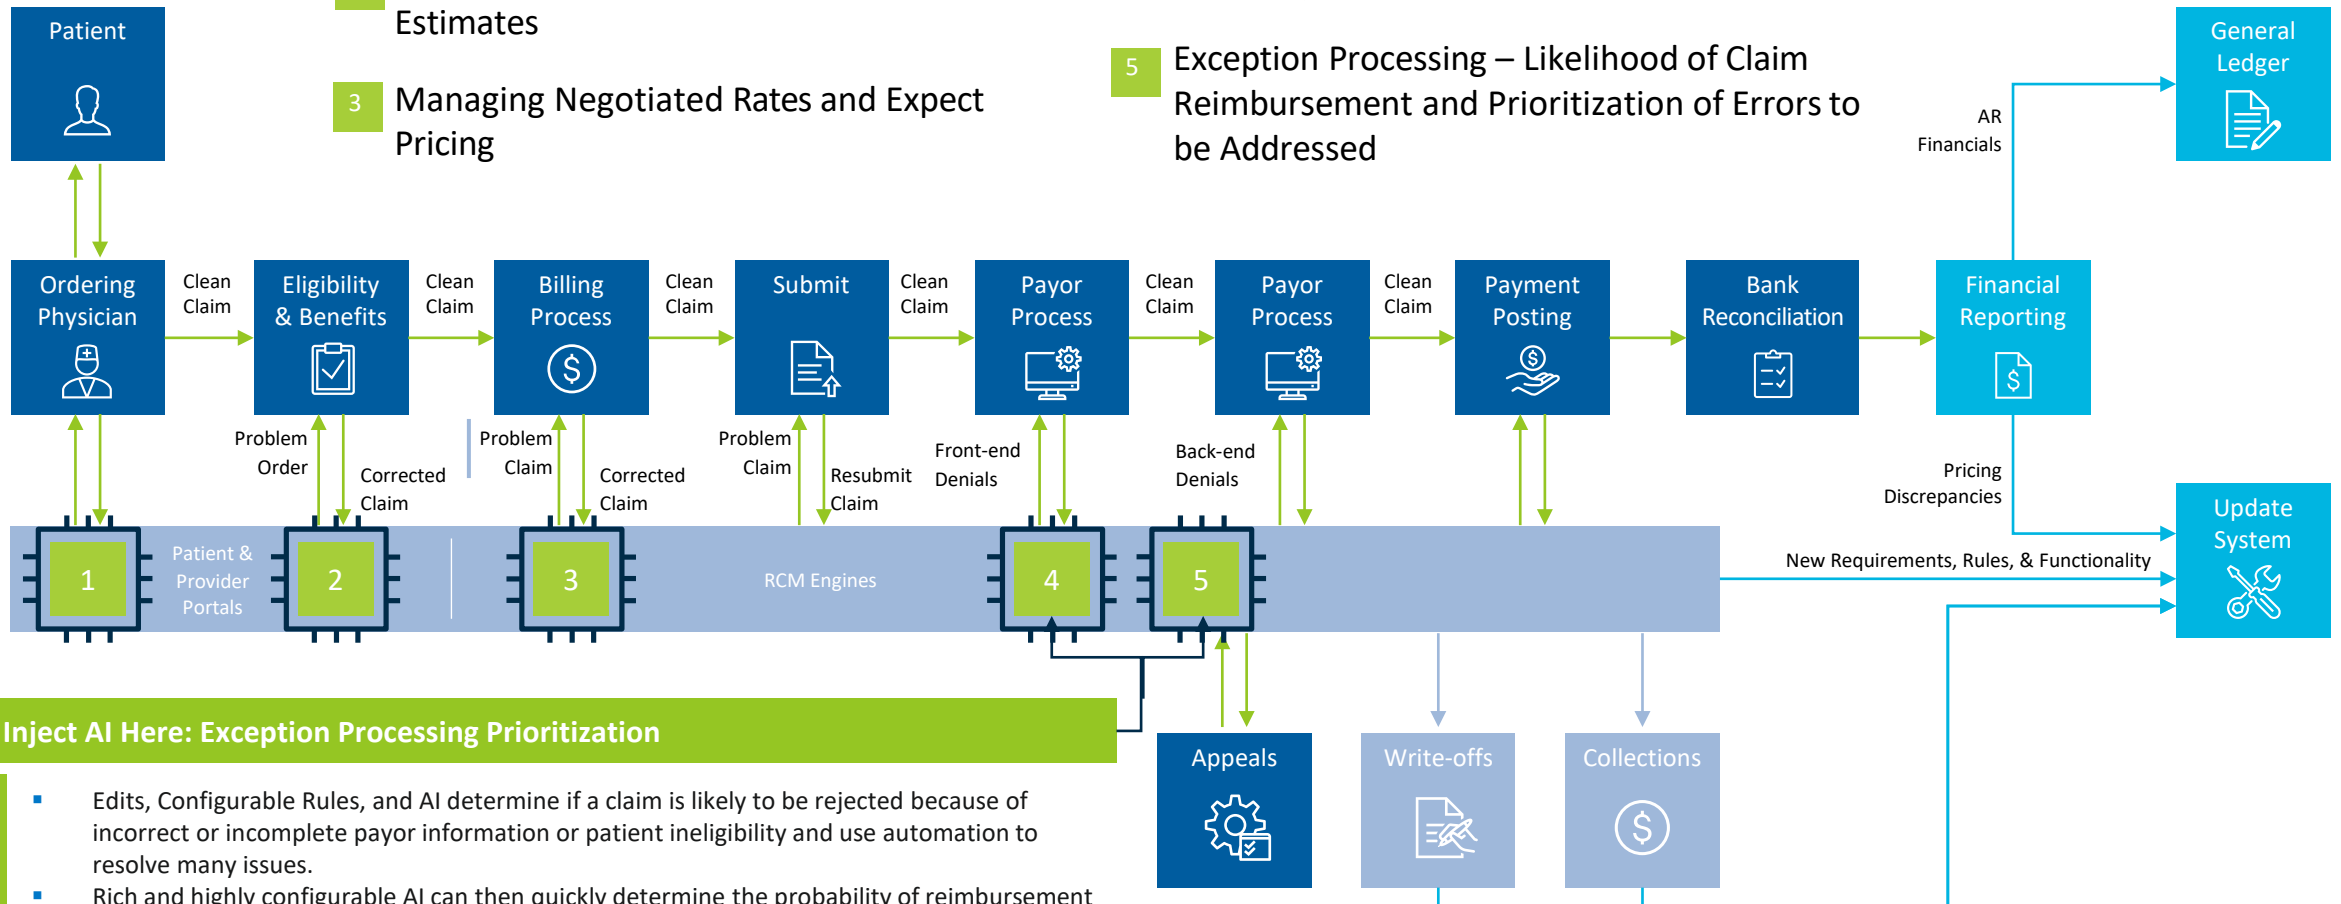 Estimates
3
Managing Negotiated Rates and Expect
Pricing
5
Exception Processing – Likelihood of Claim
Reimbursement and Prioritization of Errors to
be Addressed
Patient
General
Ledger
AR
Financials
Ordering
Physician
Clean
Claim
Eligibility
& Benefits
Clean
Claim
Billing
Process
Clean
Claim
Submit
Clean
Claim
Payor
Process
Clean
Claim
Payor
Process
Clean
Claim
Payment
Posting
Bank
Reconciliation
Financial
Reporting
Problem
Order
Corrected
Claim
Problem
Claim
Corrected
Claim
Problem
Claim
Resubmit
Claim
Front-end
Denials
Back-end
Denials
Pricing
Discrepancies
Update
System
1
Patient &
Provider
Portals
2
3
RCM Engines
4
5
New Requirements, Rules, & Functionality
Inject AI Here: Exception Processing Prioritization
Edits, Configurable Rules, and AI determine if a claim is likely to be rejected because of
incorrect or incomplete payor information or patient ineligibility and use automation to
resolve many issues.
Rich and highly configurable AI can then quickly determine the probability of reimbursement
Appeals
Write-offs
Collections